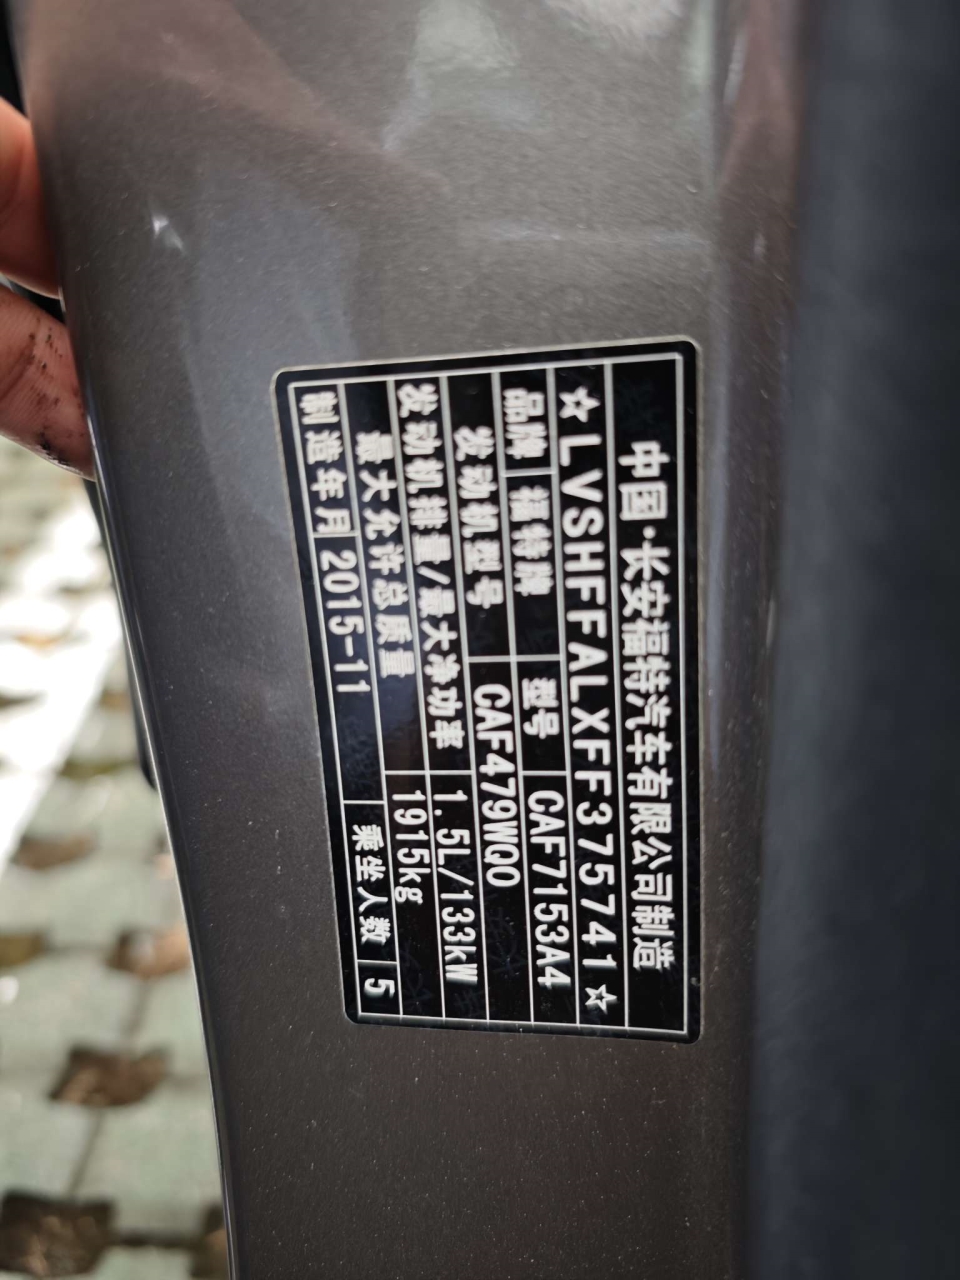 中国·长安福特汽车有限公司制造
☆LVSHFFALXFF375741☆
品牌 福特牌 型号 CAF7153A4
发动机型号 CAF479WQ0
发动机排量/最大净功率 1.5L/133kW
最大允许总质量 1915kg
制造年月 2015-11 乘坐人数 5